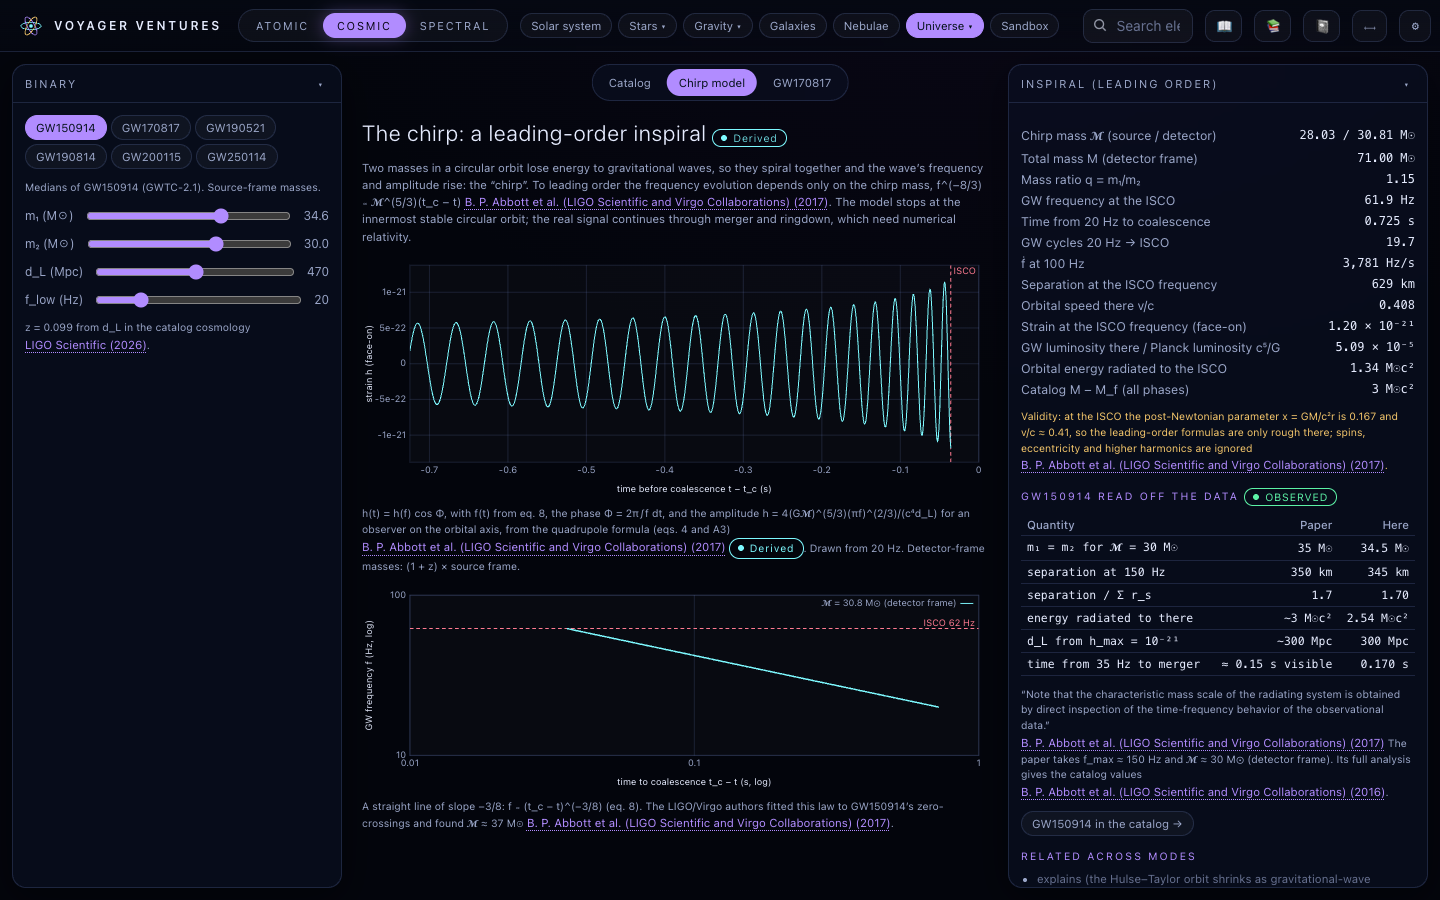 VOYAGER VENTURES
ATOMIC COSMIC SPECTRAL
Solar system Stars ▾ Gravity ▾ Galaxies Nebulae Universe ▾ Sandbox
Search ele
BINARY
GW150914 GW170817 GW190521
GW190814 GW200115 GW250114
Medians of GW150914 (GWTC-2.1). Source-frame masses.
m₁ (M☉) 34.6
m₂ (M☉) 30.0
d_L (Mpc) 470
f_low (Hz) 20
z = 0.099 from d_L in the catalog cosmology
LIGO Scientific (2026).
Catalog Chirp model GW170817
The chirp: a leading-order inspiral Derived
Two masses in a circular orbit lose energy to gravitational waves, so they spiral together and the wave's frequency
and amplitude rise: the “chirp”. To leading order the frequency evolution depends only on the chirp mass, f^(−8/3)
∝ ℳ^(5/3)(t_c − t) B. P. Abbott et al. (LIGO Scientific and Virgo Collaborations) (2017). The model stops at the
innermost stable circular orbit; the real signal continues through merger and ringdown, which need numerical
relativity.
ISCO
1e-21
5e-22
0
-5e-22
-1e-21
strain h (face-on)
-0.7 -0.6 -0.5 -0.4 -0.3 -0.2 -0.1 0
time before coalescence t − t_c (s)
h(t) = h(f) cos Φ, with f(t) from eq. 8, the phase Φ = 2π∫f dt, and the amplitude h = 4(Gℳ)^(5/3)(πf)^(2/3)/(c⁴d_L) for an
observer on the orbital axis, from the quadrupole formula (eqs. 4 and A3)
B. P. Abbott et al. (LIGO Scientific and Virgo Collaborations) (2017) Derived . Drawn from 20 Hz. Detector-frame
masses: (1 + z) × source frame.
ℳ = 30.8 M☉ (detector frame)
ISCO 62 Hz
100
10
GW frequency f (Hz, log)
0.01 0.1 1
time to coalescence t_c − t (s, log)
A straight line of slope −3/8: f ∝ (t_c − t)^(−3/8) (eq. 8). The LIGO/Virgo authors fitted this law to GW150914's zero-
crossings and found ℳ ≈ 37 M☉ B. P. Abbott et al. (LIGO Scientific and Virgo Collaborations) (2017).
INSPIRAL (LEADING ORDER)
Chirp mass ℳ (source / detector) 28.03 / 30.81 M☉
Total mass M (detector frame) 71.00 M☉
Mass ratio q = m₁/m₂ 1.15
GW frequency at the ISCO 61.9 Hz
Time from 20 Hz to coalescence 0.725 s
GW cycles 20 Hz → ISCO 19.7
ḟ at 100 Hz 3,781 Hz/s
Separation at the ISCO frequency 629 km
Orbital speed there v/c 0.408
Strain at the ISCO frequency (face-on) 1.20 × 10⁻²¹
GW luminosity there / Planck luminosity c⁵/G 5.09 × 10⁻⁵
Orbital energy radiated to the ISCO 1.34 M☉c²
Catalog M − M_f (all phases) 3 M☉c²
Validity: at the ISCO the post-Newtonian parameter x = GM/c²r is 0.167 and
v/c ≈ 0.41, so the leading-order formulas are only rough there; spins,
eccentricity and higher harmonics are ignored
B. P. Abbott et al. (LIGO Scientific and Virgo Collaborations) (2017).
GW150914 READ OFF THE DATA OBSERVED
Quantity Paper Here
m₁ = m₂ for ℳ = 30 M☉ 35 M☉ 34.5 M☉
separation at 150 Hz 350 km 345 km
separation / Σ r_s 1.7 1.70
energy radiated to there ~3 M☉c² 2.54 M☉c²
d_L from h_max = 10⁻²¹ ~300 Mpc 300 Mpc
time from 35 Hz to merger ≈ 0.15 s visible 0.170 s
“Note that the characteristic mass scale of the radiating system is obtained
by direct inspection of the time-frequency behavior of the observational
data.”
B. P. Abbott et al. (LIGO Scientific and Virgo Collaborations) (2017) The
paper takes f_max ≈ 150 Hz and ℳ ≈ 30 M☉ (detector frame). Its full analysis
gives the catalog values
B. P. Abbott et al. (LIGO Scientific and Virgo Collaborations) (2016).
GW150914 in the catalog →
RELATED ACROSS MODES
• explains (the Hulse–Taylor orbit shrinks as gravitational-wave